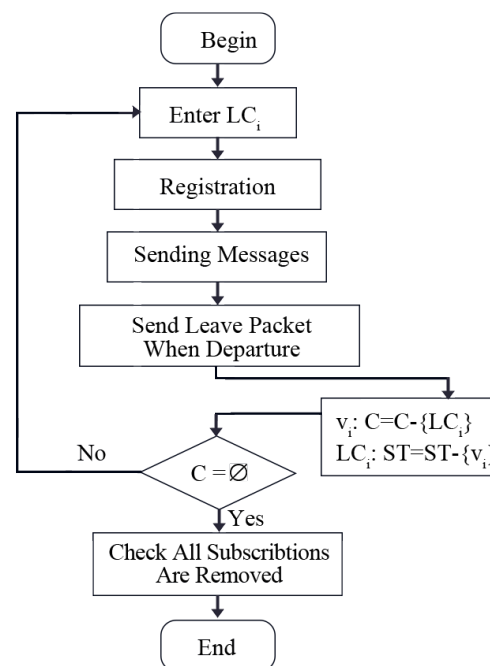 Begin
Enter LCᵢ
Registration
Sending Messages
Send Leave Packet
When Departure
vᵢ: C=C-{LCᵢ}
LCᵢ: ST=ST-{vᵢ}
No
C = ∅
Yes
Check All Subscribtions
Are Removed
End